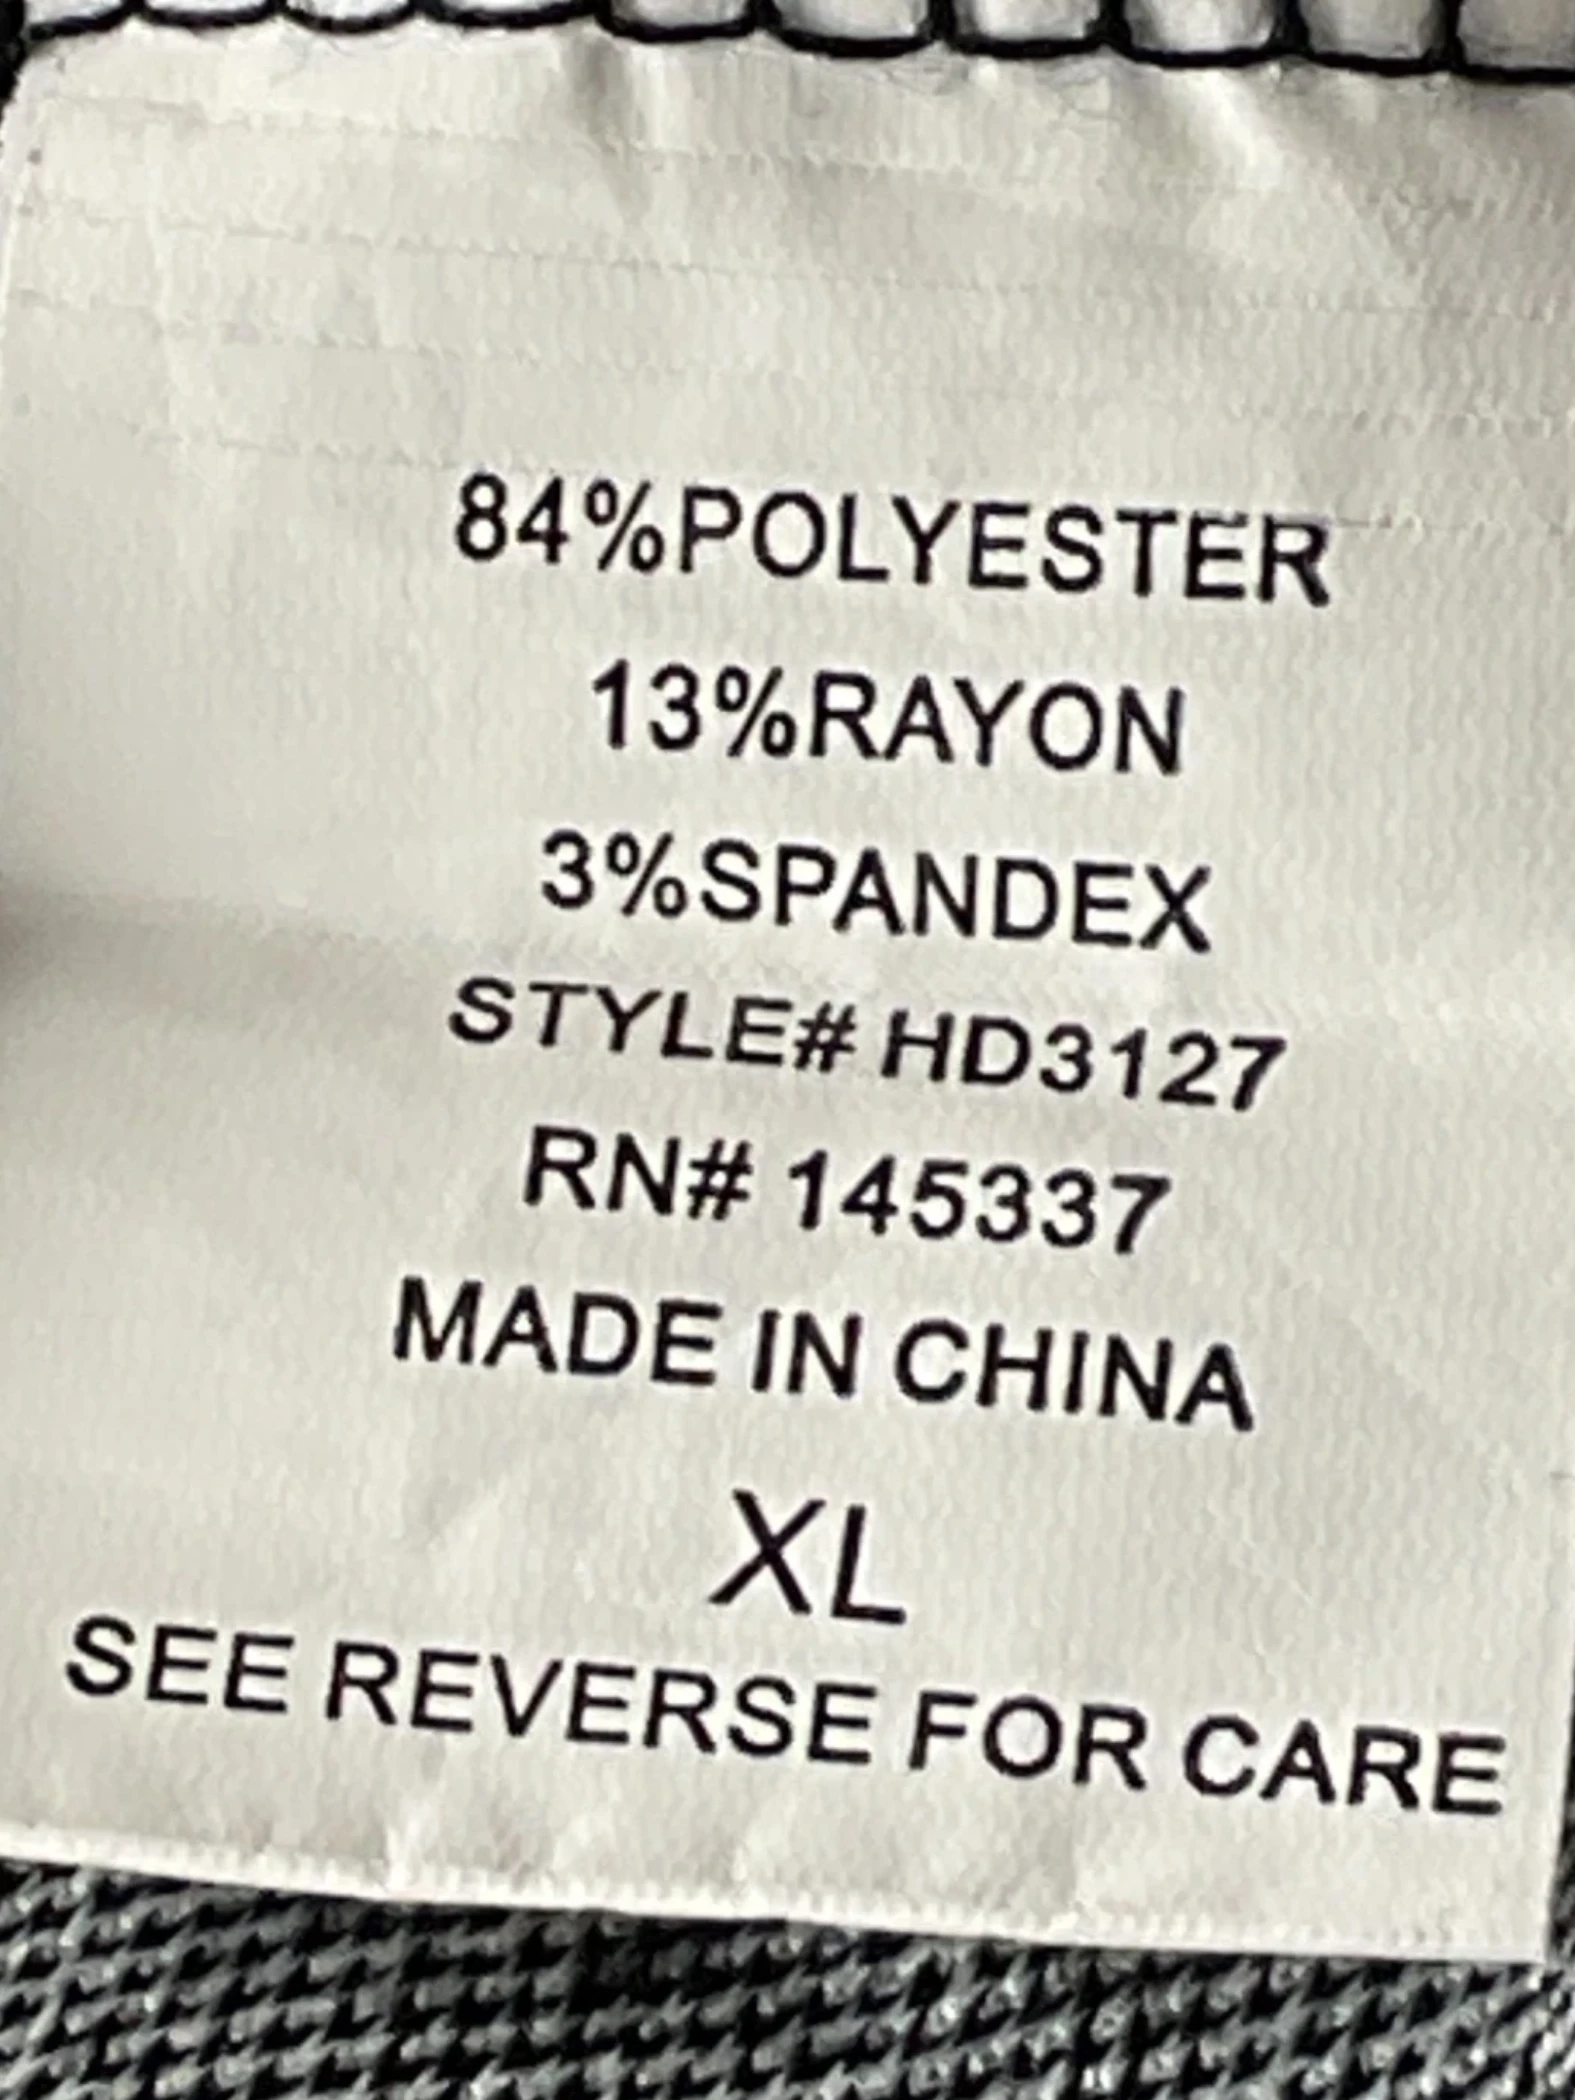 84%POLYESTER
13%RAYON
3%SPANDEX
STYLE# HD3127
RN# 145337
MADE IN CHINA
XL
SEE REVERSE FOR CARE